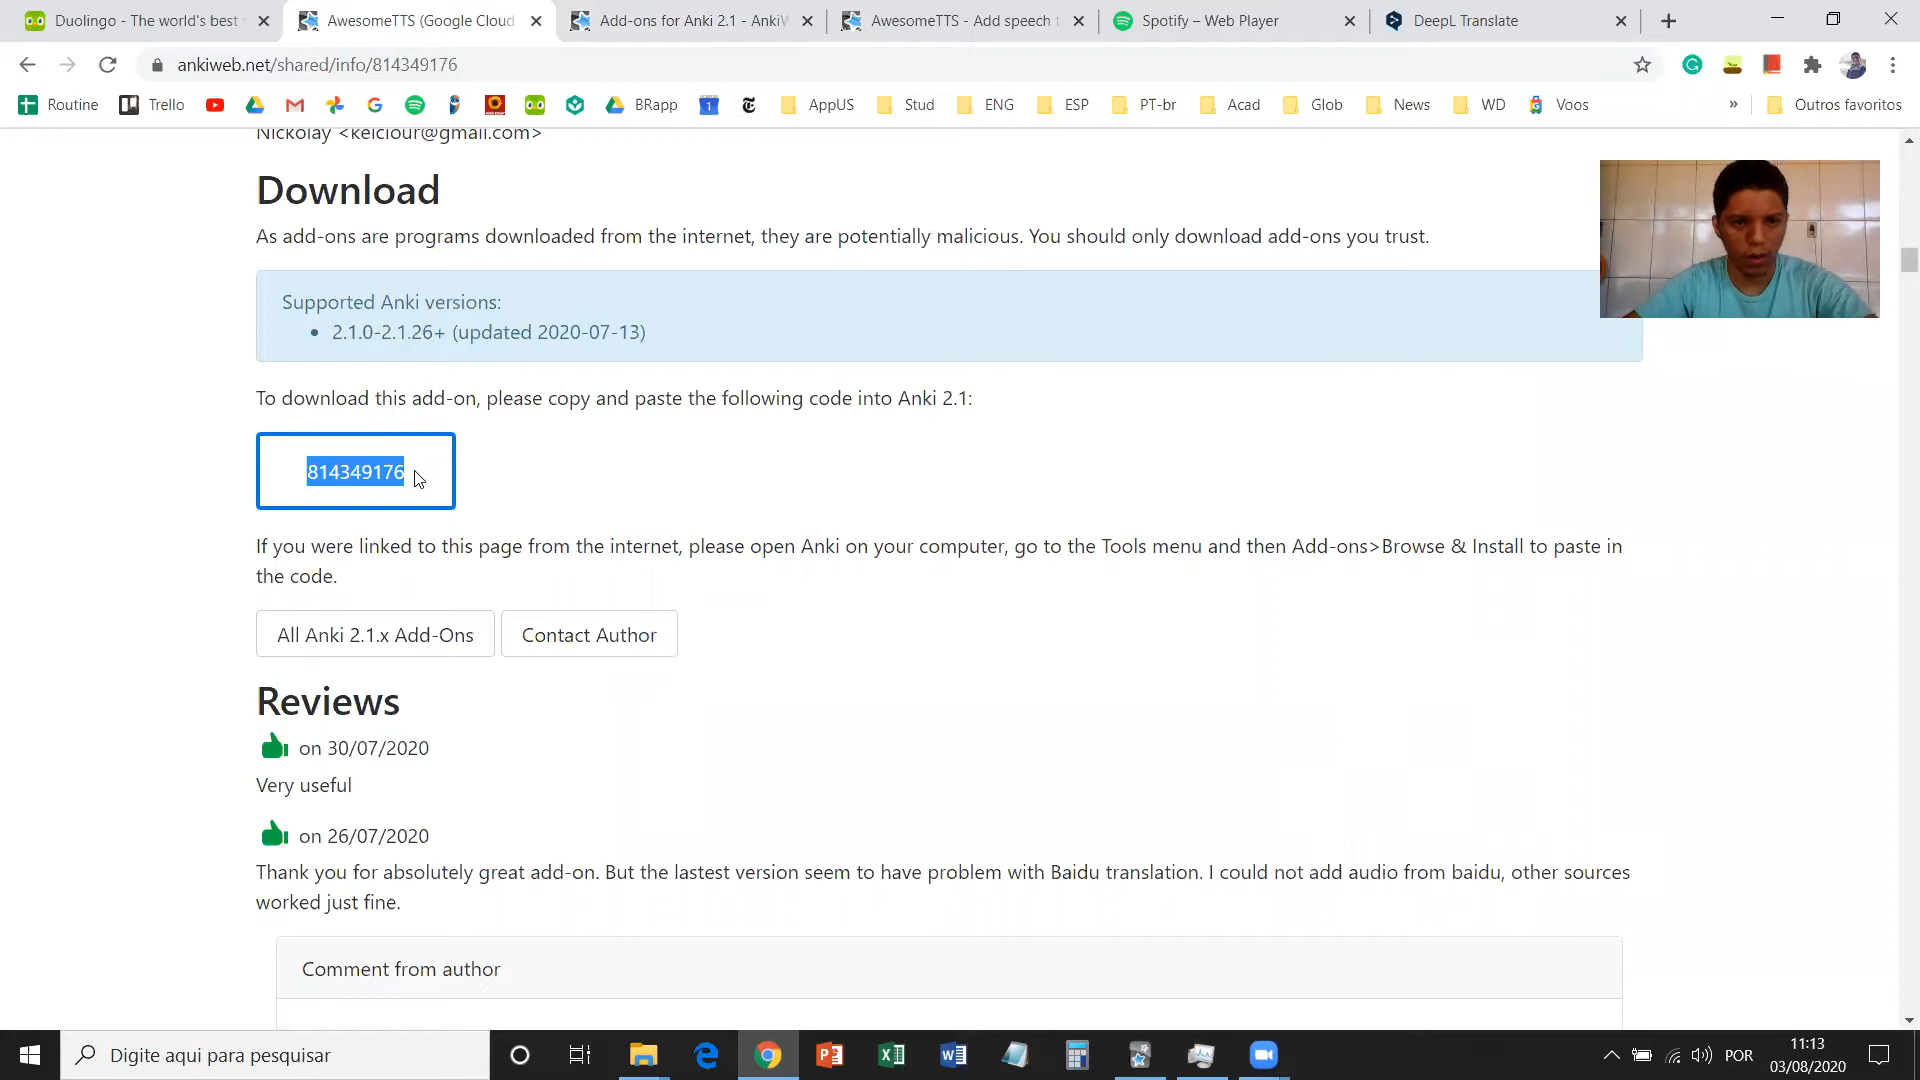 Duolingo - The world's best
AwesomeTTS (Google Cloud
Add-ons for Anki 2.1 - AnkiW
AwesomeTTS - Add speech
Spotify – Web Player
DeepL Translate
ankiweb.net/shared/info/814349176
Routine
Trello
BRapp
AppUS
Stud
ENG
ESP
PT-br
Acad
Glob
News
WD
Voos
»
Outros favoritos
Nickolay <kelciour@gmail.com>
Download
As add-ons are programs downloaded from the internet, they are potentially malicious. You should only download add-ons you trust.
Supported Anki versions:
• 2.1.0-2.1.26+ (updated 2020-07-13)
To download this add-on, please copy and paste the following code into Anki 2.1:
814349176
If you were linked to this page from the internet, please open Anki on your computer, go to the Tools menu and then Add-ons>Browse & Install to paste in
the code.
All Anki 2.1.x Add-Ons
Contact Author
Reviews
on 30/07/2020
Very useful
on 26/07/2020
Thank you for absolutely great add-on. But the lastest version seem to have problem with Baidu translation. I could not add audio from baidu, other sources
worked just fine.
Comment from author
Digite aqui para pesquisar
POR
11:13
03/08/2020